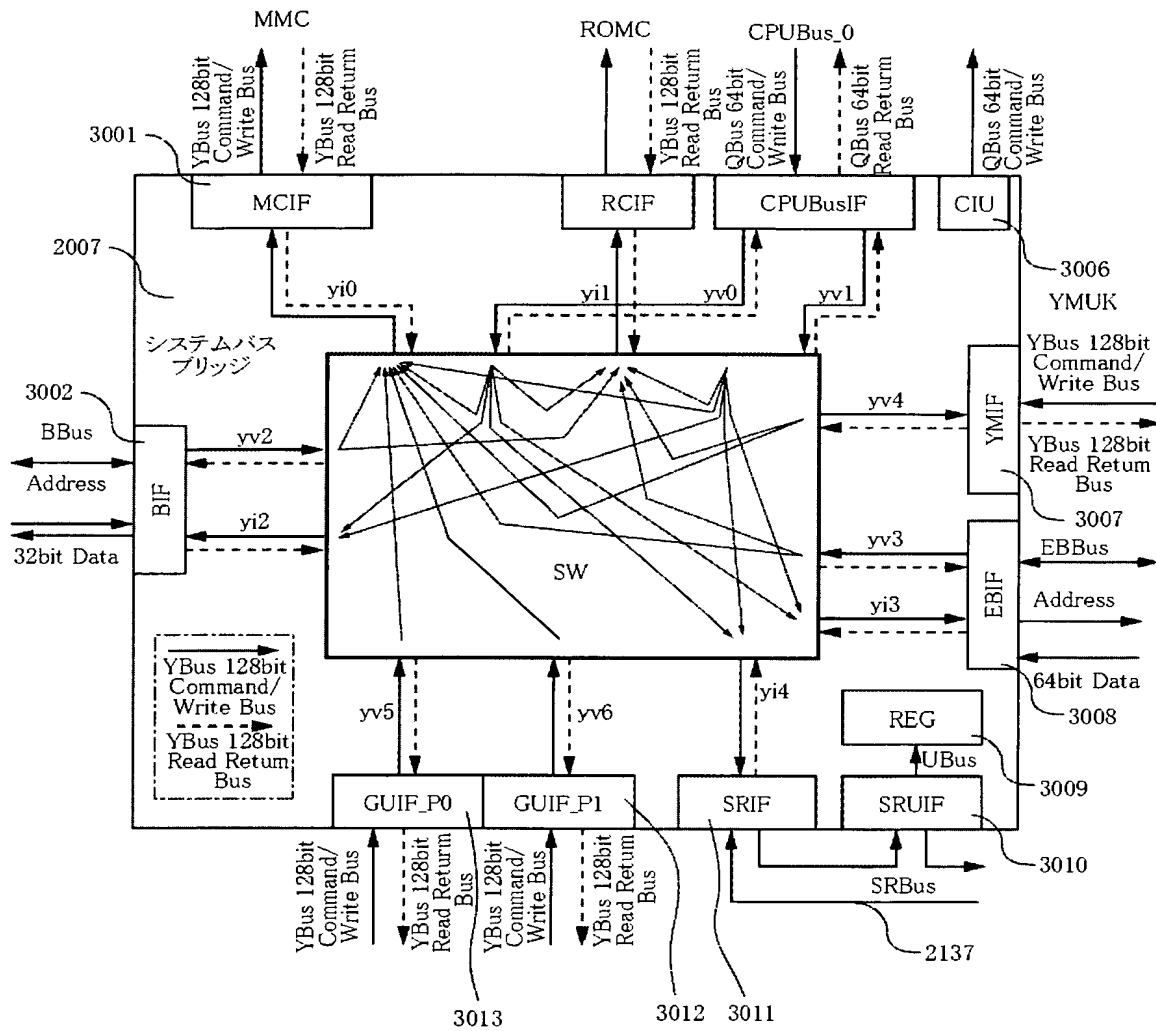 MMC
ROMC
CPUBus_0
YBus 128bit
Command/
Write Bus
YBus 128bit
Read Return
Bus
YBus 128bit
Read Return
Bus
QBus 64bit
Command/
Write Bus
QBus 64bit
Read Return
Bus
QBus 64bit
Command/
Write Bus
3001
MCIF
RCIF
CPUBusIF
CIU
2007
3006
yi0
yi1
yv0
yv1
YMUK
システムバス
ブリッジ
YBus 128bit
Command/
Write Bus
3002
YMIF
yv4
BBus
yv2
YBus 128bit
Read Return
Bus
Address
BIF
3007
yi2
yv3
EBBus
32bit Data
SW
EBIF
yi3
Address
YBus 128bit
Command/
Write Bus
YBus 128bit
Read Return
Bus
64bit Data
yv5
yv6
yi4
3008
REG
3009
UBus
GUIF_P0
GUIF_P1
SRIF
SRUIF
3010
YBus 128bit
Command/
Write Bus
YBus 128bit
Read Return
Bus
YBus 128bit
Command/
Write Bus
YBus 128bit
Read Return
Bus
SRBus
2137
3013
3012
3011